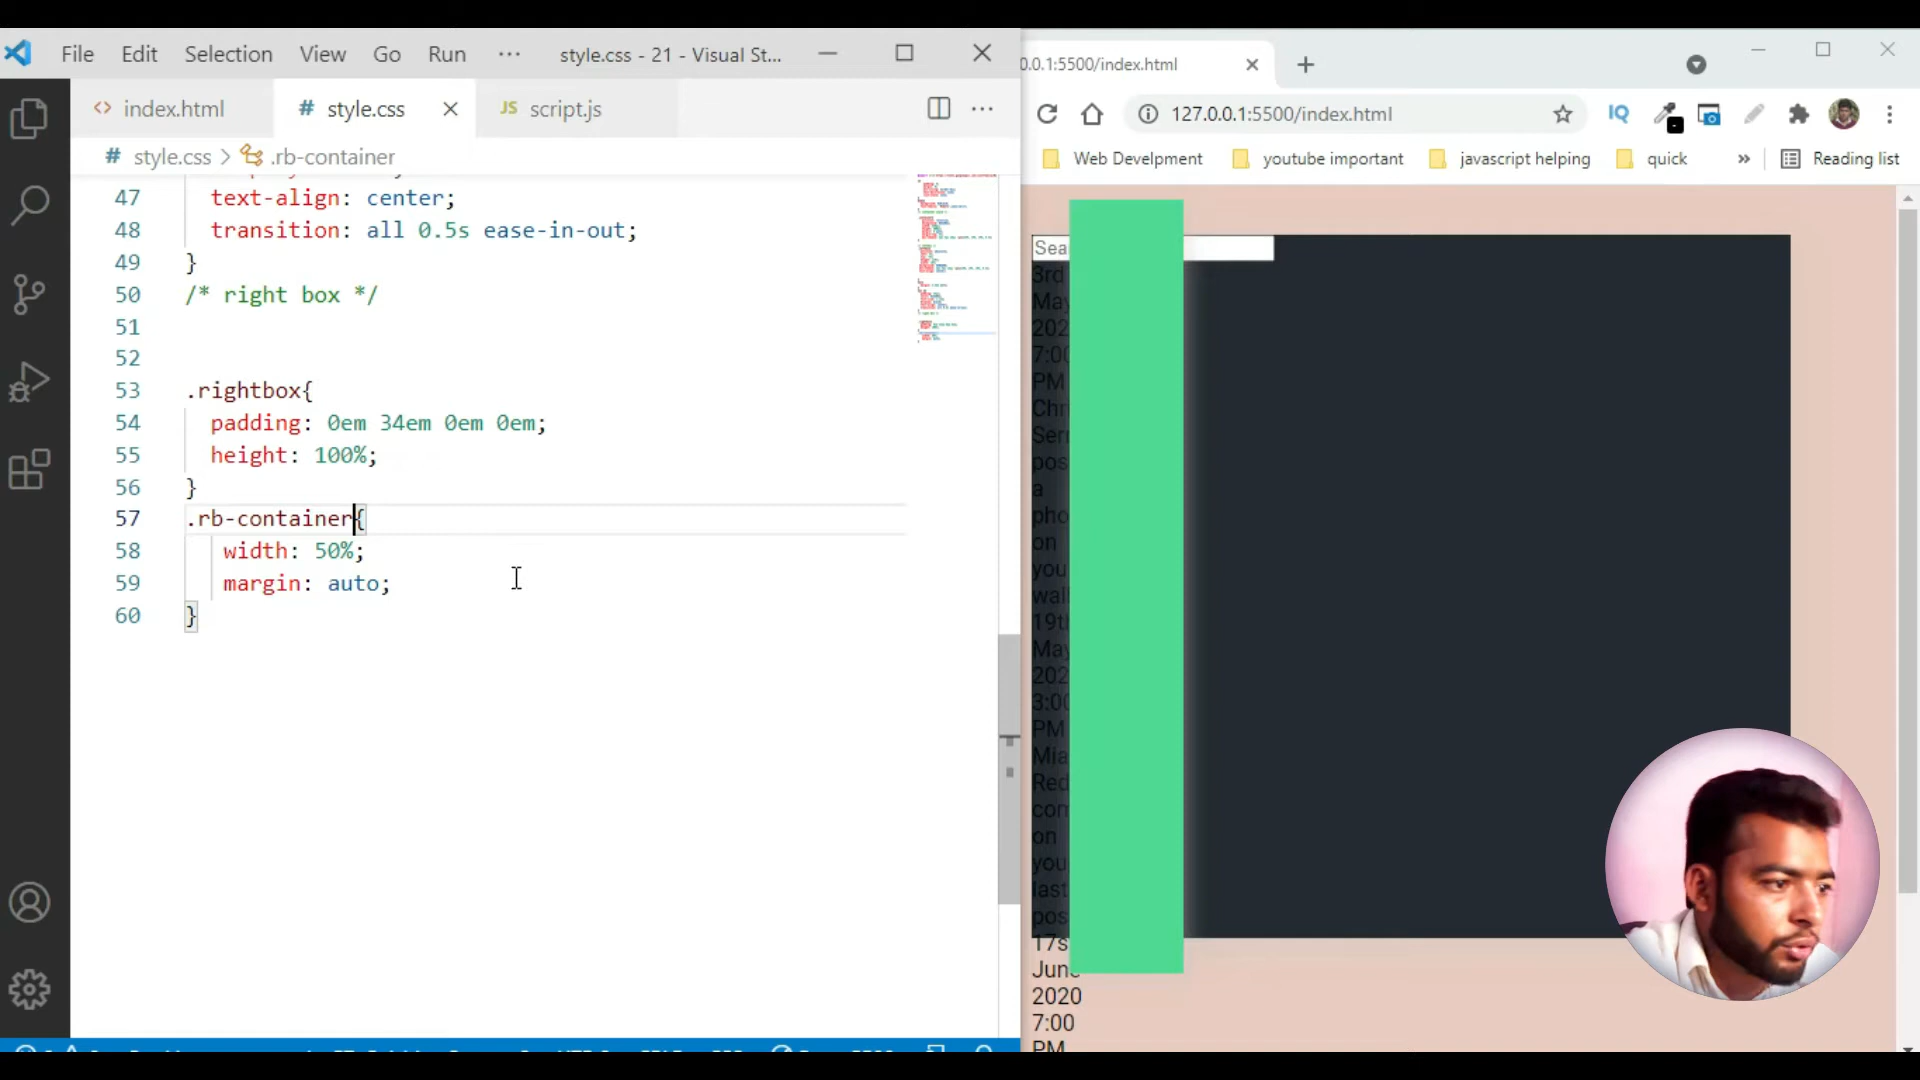 File Edit Selection View Go Run ··· style.css - 21 - Visual St...
index.html # style.css JS script.js
# style.css > .rb-container
47 text-align: center;
48 transition: all 0.5s ease-in-out;
49 }
50 /* right box */
51
52
53 .rightbox{
54 padding: 0em 34em 0em 0em;
55 height: 100%;
56 }
57 .rb-container{
58 width: 50%;
59 margin: auto;
60 }
0.0.1:5500/index.html
127.0.0.1:5500/index.html
IQ
Web Develpment youtube important javascript helping quick » Reading list
Sea
3rd
May
202
7:00
PM
Chr
Ser
pos
a
pho
on
you
wal
19th
May
202
3:00
PM
Mia
Red
com
on
you
last
pos
17s
June
2020
7:00
PM